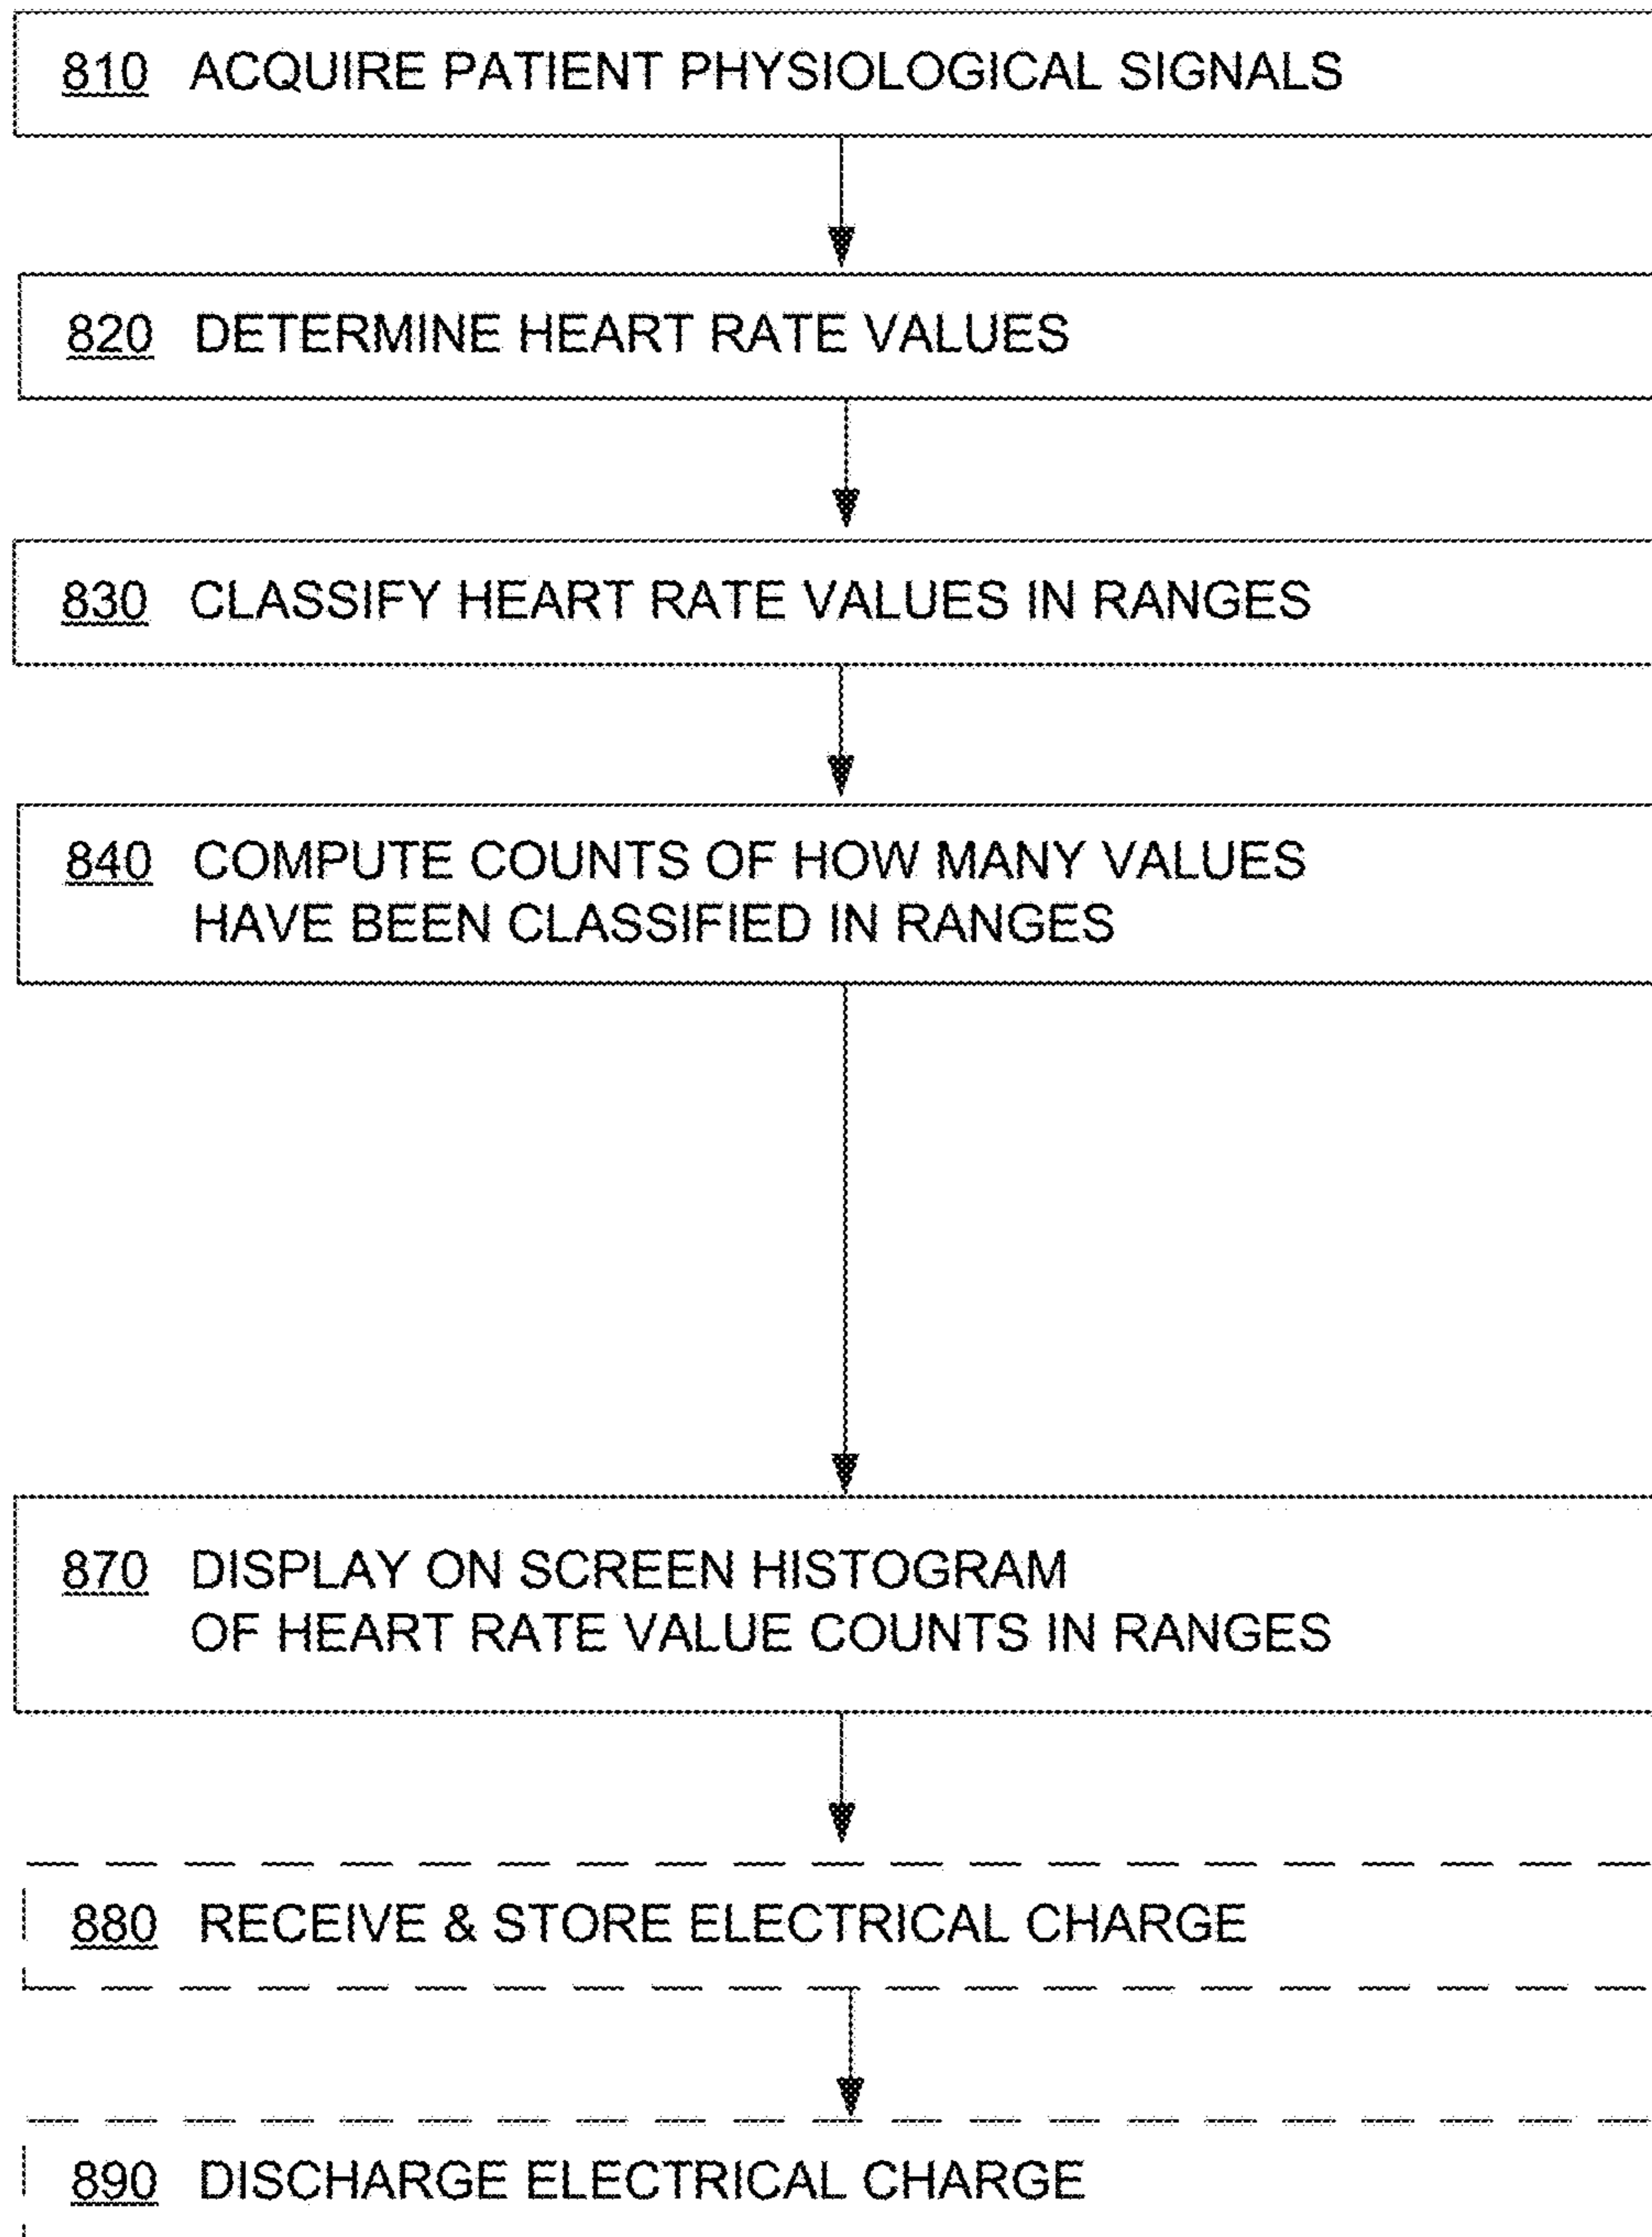 810 ACQUIRE PATIENT PHYSIOLOGICAL SIGNALS
820 DETERMINE HEART RATE VALUES
830 CLASSIFY HEART RATE VALUES IN RANGES
840 COMPUTE COUNTS OF HOW MANY VALUES
HAVE BEEN CLASSIFIED IN RANGES
870 DISPLAY ON SCREEN HISTOGRAM
OF HEART RATE VALUE COUNTS IN RANGES
880 RECEIVE & STORE ELECTRICAL CHARGE
890 DISCHARGE ELECTRICAL CHARGE